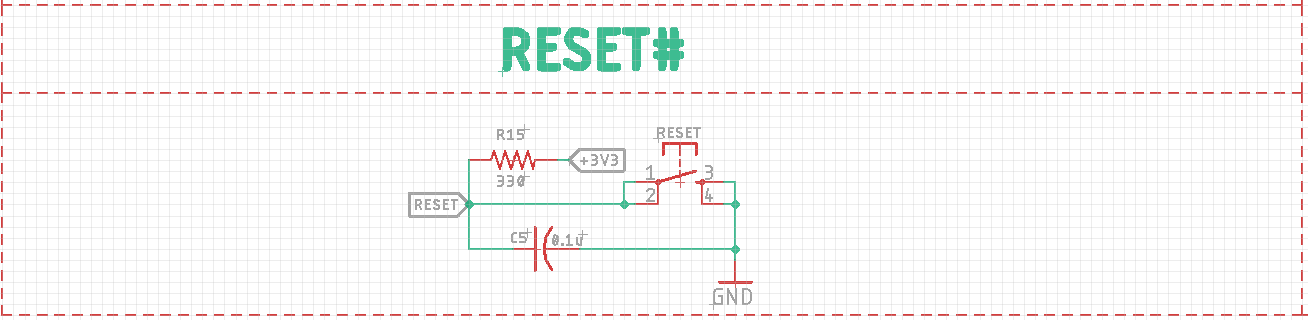 RESET#
R15
+3V3
330
RESET
1 3
2 4
RESET
C5 0.1u
GND